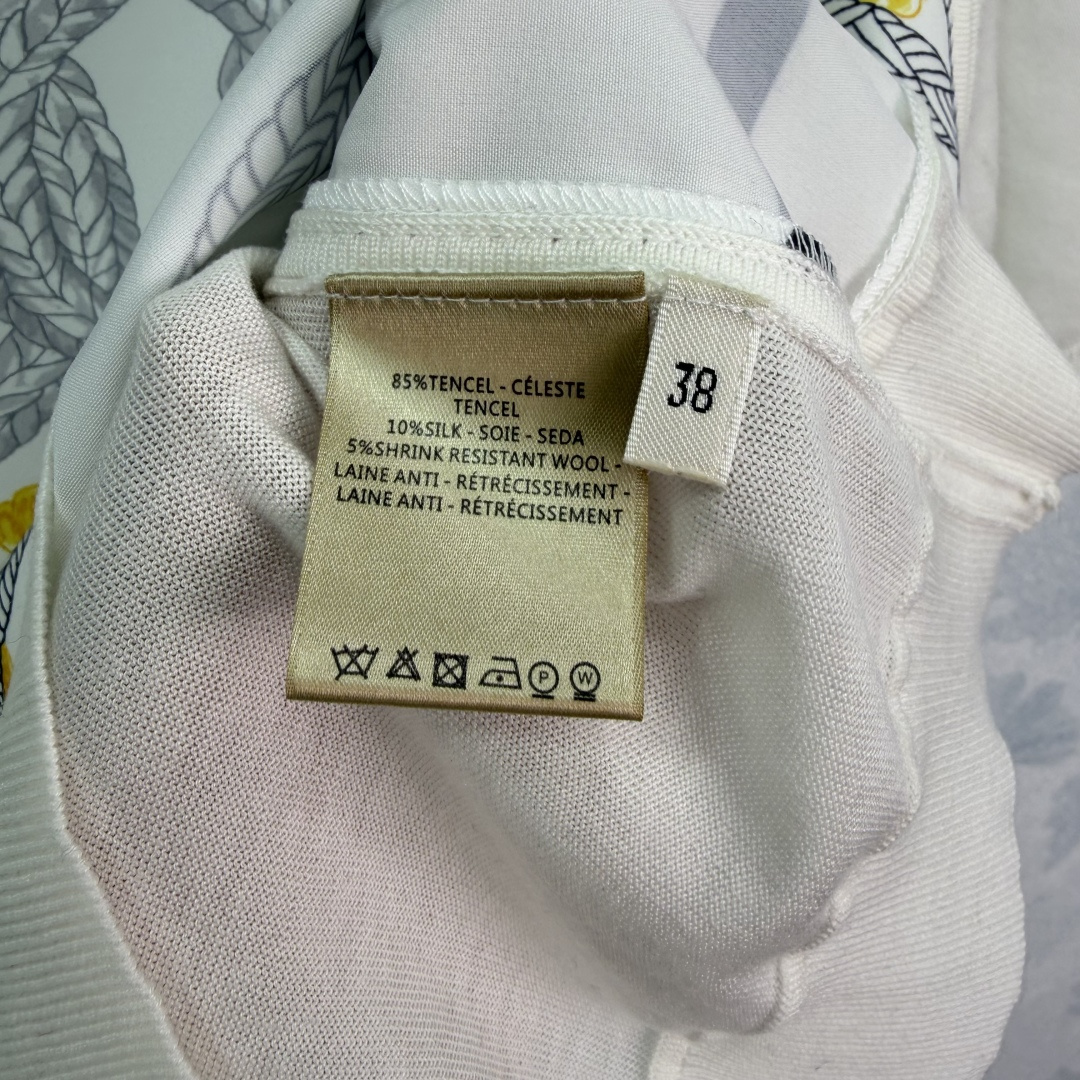 85%TENCEL - CÉLESTE
TENCEL
10%SILK - SOIE - SEDA
5%SHRINK RESISTANT WOOL -
LAINE ANTI - RÉTRÉCISSEMENT -
LAINE ANTI - RÉTRÉCISSEMENT
P W
38